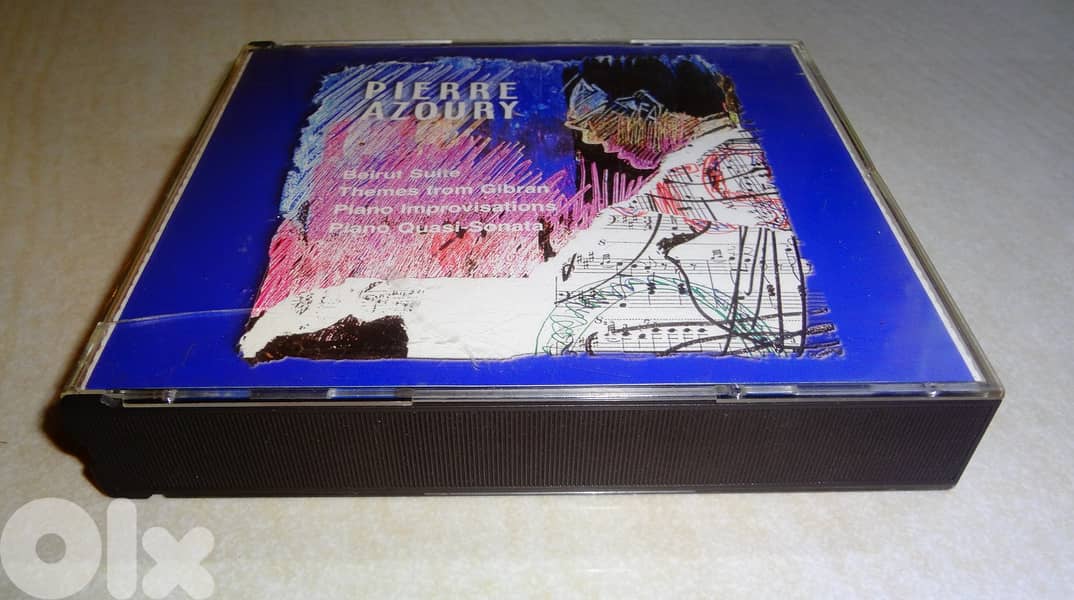 PIERRE
AZOURY
Beirut Suite
Themes from Gibran
Piano Improvisations
Piano Quasi-Sonata
Olx